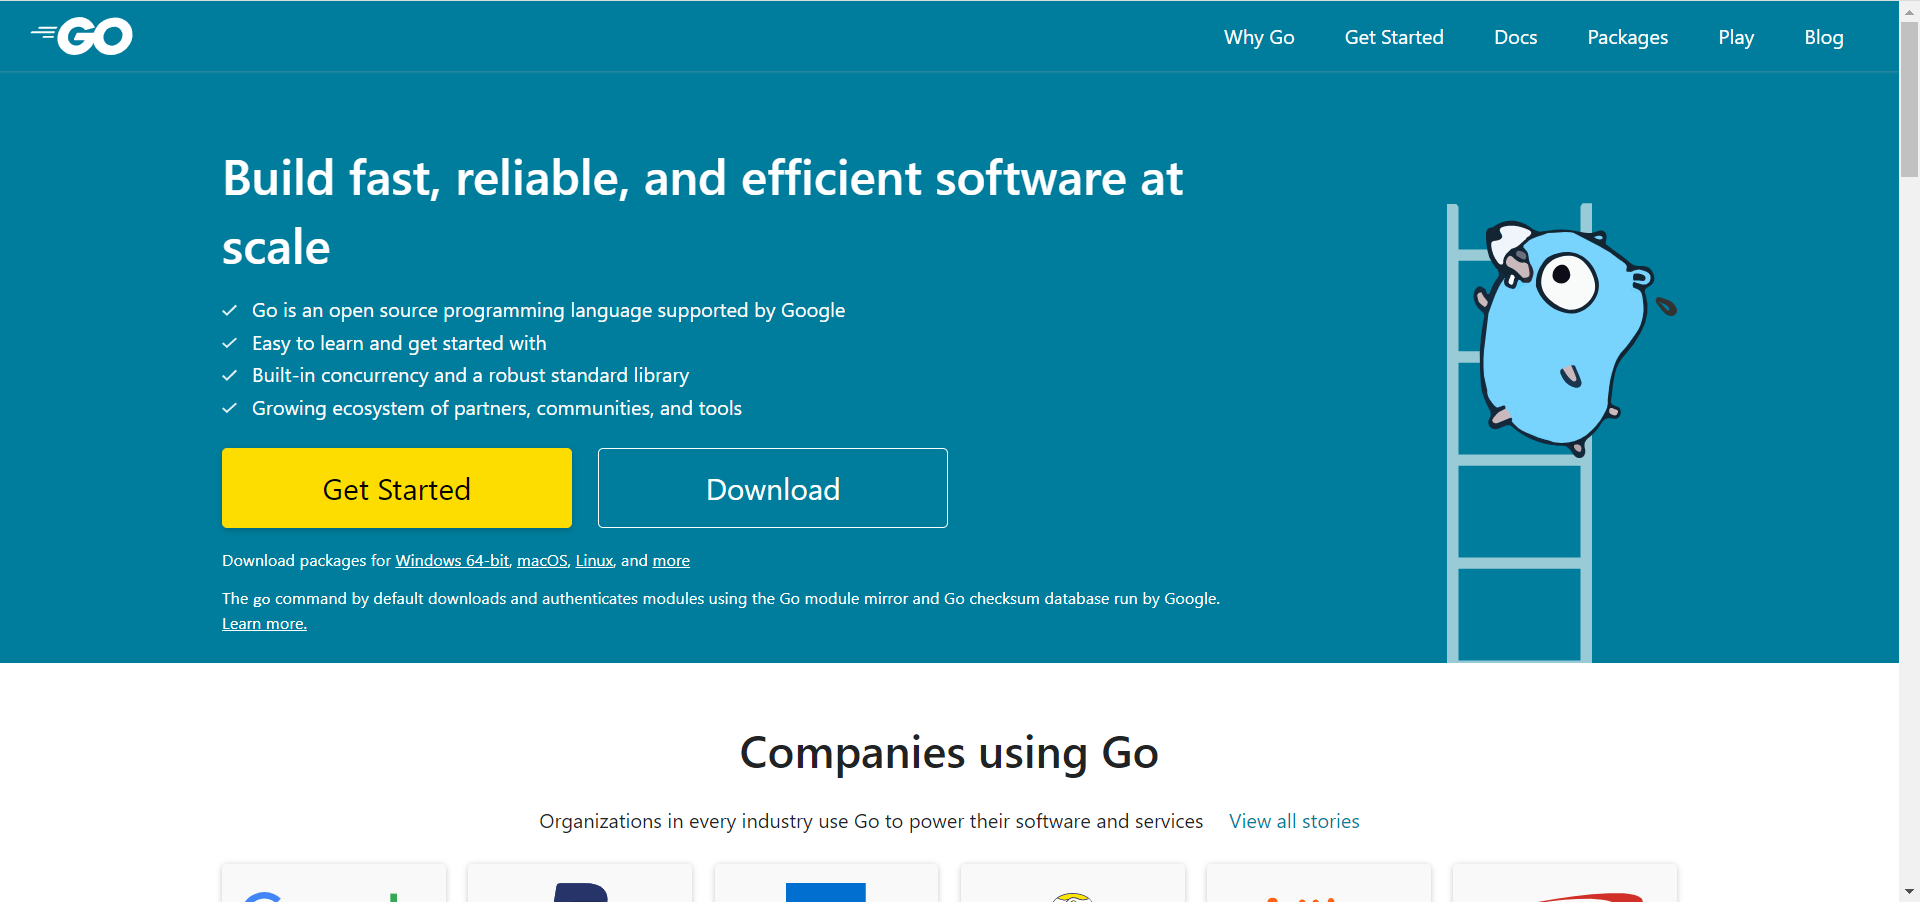 GO
Why Go Get Started Docs Packages Play Blog
Build fast, reliable, and efficient software at
scale
Go is an open source programming language supported by Google
Easy to learn and get started with
Built-in concurrency and a robust standard library
Growing ecosystem of partners, communities, and tools
Get Started Download
Download packages for Windows 64-bit, macOS, Linux, and more
The go command by default downloads and authenticates modules using the Go module mirror and Go checksum database run by Google.
Learn more.
Companies using Go
Organizations in every industry use Go to power their software and services View all stories